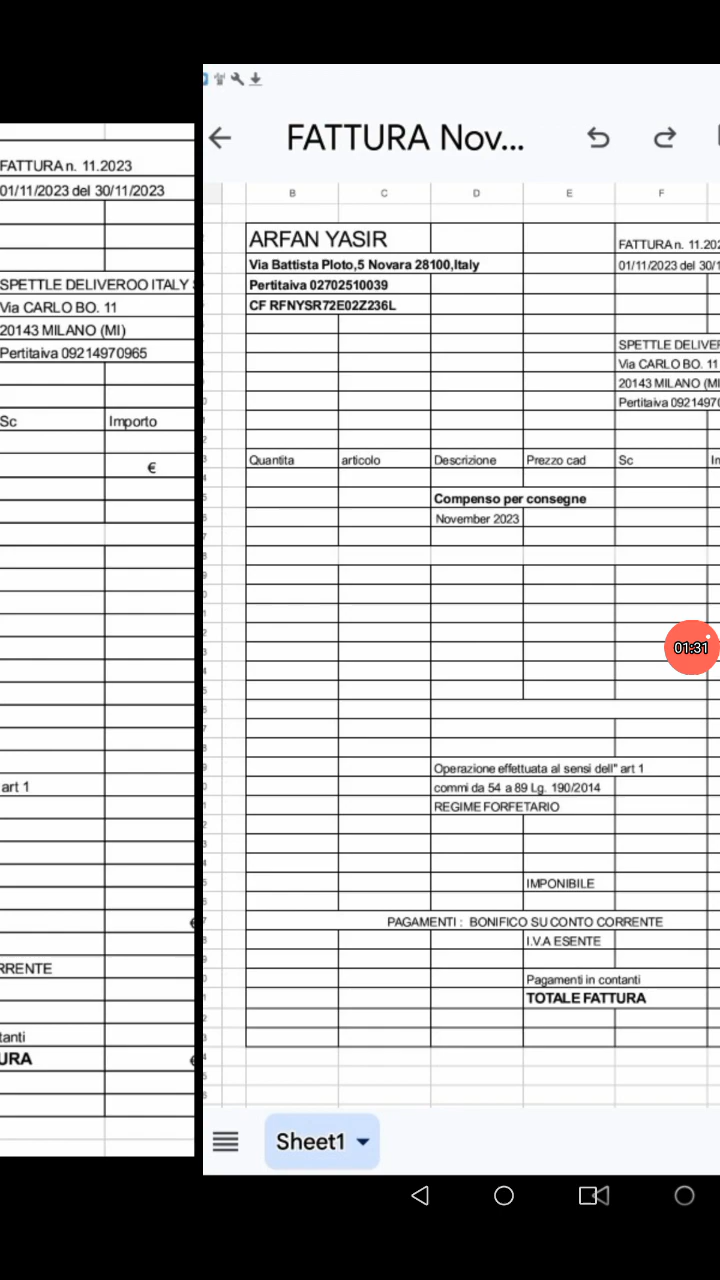 FATTURA n. 11.2023
01/11/2023 del 30/11/2023
SPETTLE DELIVEROO ITALY
Via CARLO BO. 11
20143 MILANO (MI)
Pertitaiva 09214970965
Sc Importo
€
art 1
€
RRENTE
tanti
URA €
FATTURA Nov...
B C D E F
ARFAN YASIR
FATTURA n. 11.202
Via Battista Ploto,5 Novara 28100,Italy 01/11/2023 del 30/1
Pertitaiva 02702510039
CF RFNYSR72E02Z236L
SPETTLE DELIVER
Via CARLO BO. 11
20143 MILANO (MI
Pertitaiva 0921497
Quantita articolo Descrizione Prezzo cad Sc
Compenso per consegne
November 2023
01:31
Operazione effettuata al sensi dell" art 1
commi da 54 a 89 Lg. 190/2014
REGIME FORFETARIO
IMPONIBILE
PAGAMENTI : BONIFICO SU CONTO CORRENTE
I.V.A ESENTE
Pagamenti in contanti
TOTALE FATTURA
Sheet1